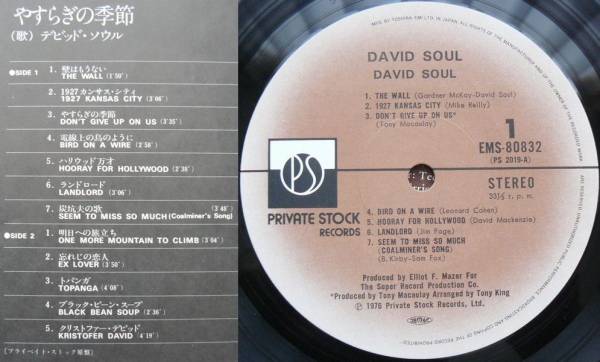 やすらぎの季節
(歌) デビッド・ソウル
●SIDE 1
1. 壁はもうない
THE WALL (1'50")
2. 1927カンサス・シティ
1927 KANSAS CITY (3'06")
3. やすらぎの季節
DON'T GIVE UP ON US (3'35")
4. 電線上の鳥のように
BIRD ON A WIRE (2'58")
5. ハリウッド万才
HOORAY FOR HOLLYWOOD (2'38")
6. ランドロード
LANDLORD (3'06")
7. 炭坑夫の歌 (3'48")
SEEM TO MISS SO MUCH (Coalminer's Song)
●SIDE 2
1. 明日への旅立ち
ONE MORE MOUNTAIN TO CLIMB (3'04")
2. 忘れじの恋人
EX LOVER (3'50")
3. トパンガ
TOPANGA (4'08")
4. ブラック・ビーン・スープ
BLACK BEAN SOUP (2'36")
5. クリストファー・デビッド
KRISTOFER DAVID (4'19")
[プライベイト・ストック原盤]
DAVID SOUL
DAVID SOUL
1. THE WALL (Gardner McKay-David Soul)
2. 1927 KANSAS CITY (Mike Reilly)
3. DON'T GIVE UP ON US*
(Tony Macaulay)
1
EMS-80832
(PS 2019-A)
STEREO
33⅓ r. p. m.
PS
PRIVATE STOCK
RECORDS
4. BIRD ON A WIRE (Leonard Cohen)
5. HOORAY FOR HOLLYWOOD (David Mackenzie)
6. LANDLORD (Jim Page)
7. SEEM TO MISS SO MUCH
(COALMINER'S SONG)
(B. Kirby-Sam Fox)
Produced by Elliot F. Mazer For
The Super Record Production Co.
*Produced by Tony Macaulay Arranged by Tony King
Ⓟ 1976 Private Stock Records, Ltd.